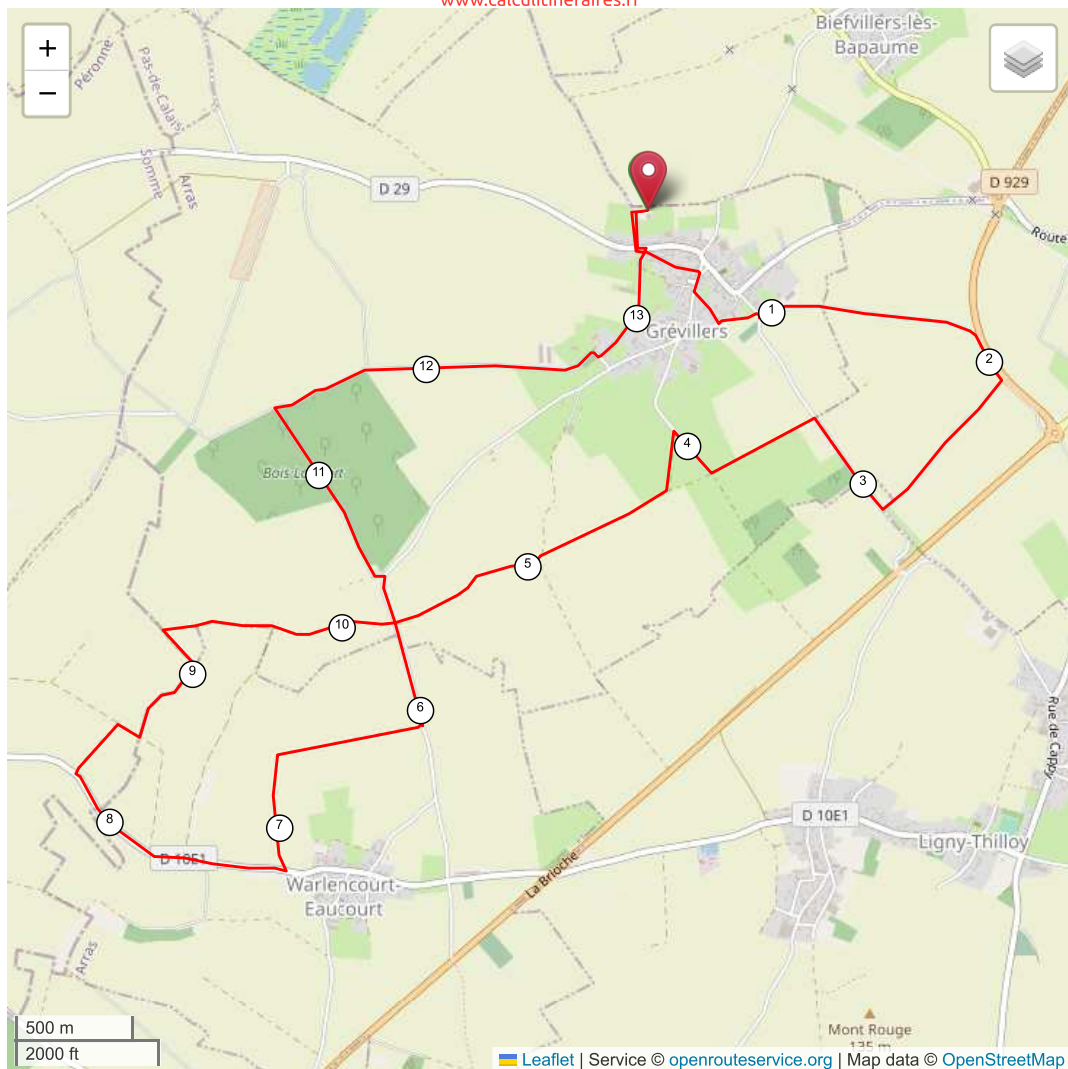 www.calculitineraires.fr
Biefvillers-lès-
Bapaume
+
−
Péronne
Pas-de-Calais
Somme
Arras
D 29
D 929
Route
1
13
Grévillers
2
12
4
11
3
5
10
9
6
Rue de Cappy
7
8
D 10E1
D 10E1
Ligny-Thilloy
La Brioche
Warlencourt-
Eaucourt
Arras
500 m
2000 ft
Mont Rouge
135 m
Leaflet | Service © openrouteservice.org | Map data © OpenStreetMap